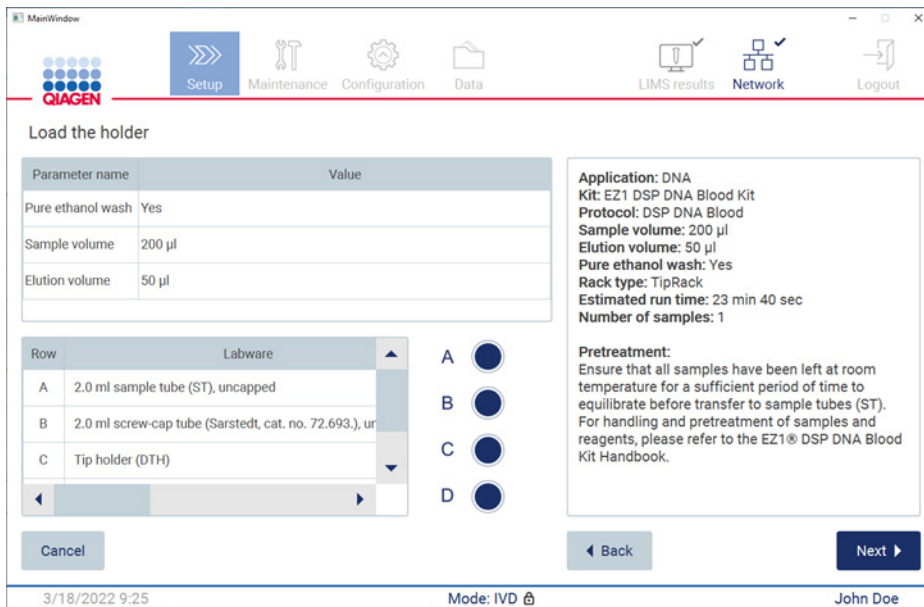 MainWindow
QIAGEN
Setup
Maintenance
Configuration
Data
LIMS results
Network
Logout
Load the holder
Parameter name Value
Pure ethanol wash Yes
Sample volume 200 µl
Elution volume 50 µl
Row Labware
A 2.0 ml sample tube (ST), uncapped
B 2.0 ml screw-cap tube (Sarstedt, cat. no. 72.693.), ur
C Tip holder (DTH)
A
B
C
D
Application: DNA
Kit: EZ1 DSP DNA Blood Kit
Protocol: DSP DNA Blood
Sample volume: 200 µl
Elution volume: 50 µl
Pure ethanol wash: Yes
Rack type: TipRack
Estimated run time: 23 min 40 sec
Number of samples: 1
Pretreatment:
Ensure that all samples have been left at room
temperature for a sufficient period of time to
equilibrate before transfer to sample tubes (ST).
For handling and pretreatment of samples and
reagents, please refer to the EZ1® DSP DNA Blood
Kit Handbook.
Cancel
Back
Next
3/18/2022 9:25
Mode: IVD
John Doe